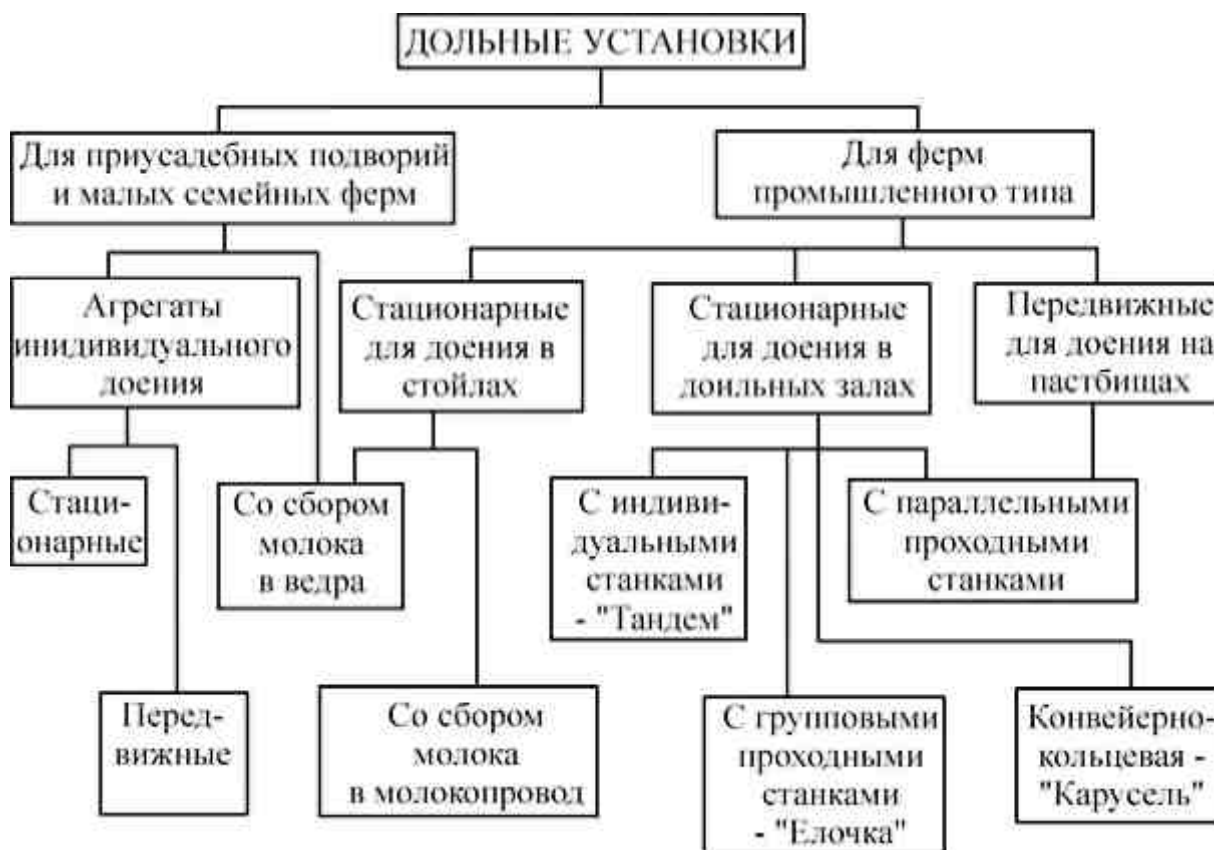 ДОЛЬНЫЕ УСТАНОВКИ
Для приусадебных подворий
и малых семейных ферм
Для ферм
промышленного типа
Агрегаты
инидивидуального
доения
Стационарные
для доения в
стойлах
Стационарные
для доения в
доильных залах
Передвижные
для доения на
пастбищах
Стаци-
онарные
Со сбором
молока
в ведра
С индиви-
дуальными
станками
- "Тандем"
С параллельными
проходными
станками
Перед-
вижные
Со сбором
молока
в молокопровод
С групповыми
проходными
станками
- "Елочка"
Конвейерно-
кольцевая -
"Карусель"